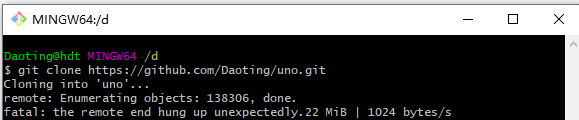 MINGW64:/d
Daoting@hdt MINGW64 /d
$ git clone https://github.com/Daoting/uno.git
Cloning into 'uno'...
remote: Enumerating objects: 138306, done.
fatal: the remote end hung up unexpectedly.22 MiB | 1024 bytes/s